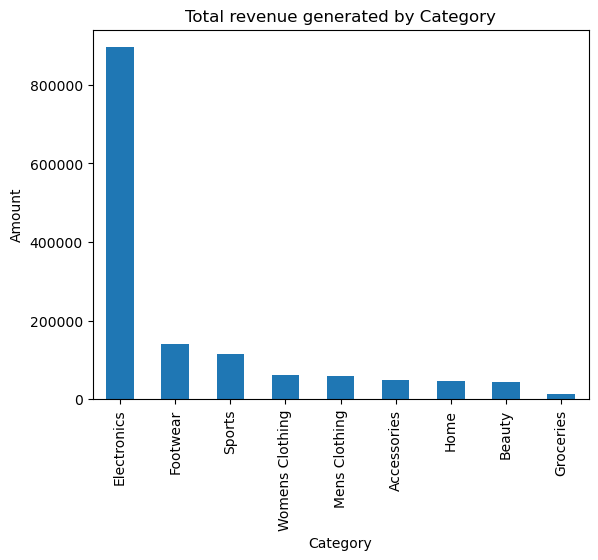 Total revenue generated by Category
Amount
800000
600000
400000
200000
0
Electronics
Footwear
Sports
Womens Clothing
Mens Clothing
Accessories
Home
Beauty
Groceries
Category